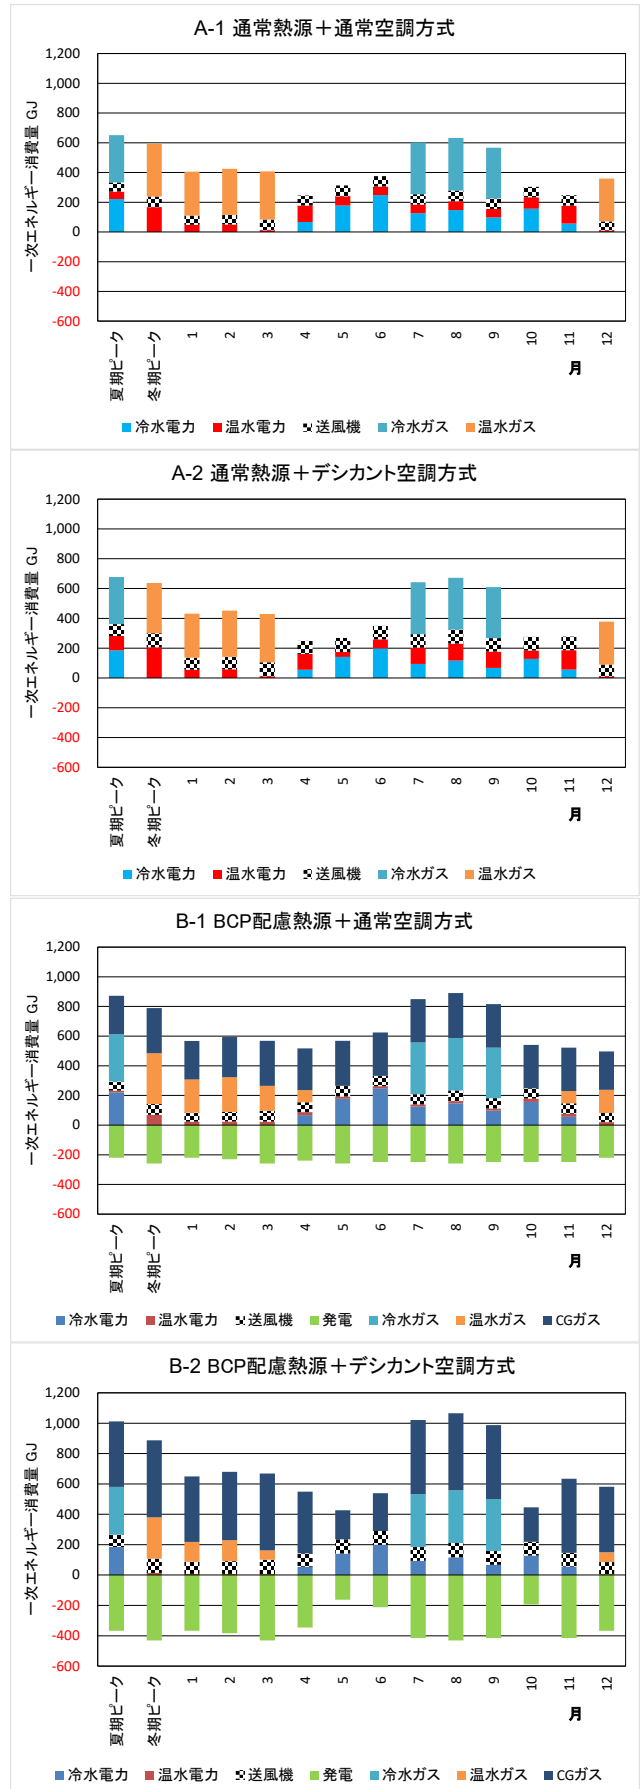 A-1 通常熱源＋通常空調方式
一次エネルギー消費量 GJ
1,200
1,000
800
600
400
200
0
-200
-400
-600
夏期ピーク 冬期ピーク 1 2 3 4 5 6 7 8 9 10 11 12
月
冷水電力 温水電力 送風機 冷水ガス 温水ガス
A-2 通常熱源＋デシカント空調方式
一次エネルギー消費量 GJ
1,200
1,000
800
600
400
200
0
-200
-400
-600
夏期ピーク 冬期ピーク 1 2 3 4 5 6 7 8 9 10 11 12
月
冷水電力 温水電力 送風機 冷水ガス 温水ガス
B-1 BCP配慮熱源＋通常空調方式
一次エネルギー消費量 GJ
1,200
1,000
800
600
400
200
0
-200
-400
-600
夏期ピーク 冬期ピーク 1 2 3 4 5 6 7 8 9 10 11 12
月
冷水電力 温水電力 送風機 発電 冷水ガス 温水ガス CGガス
B-2 BCP配慮熱源＋デシカント空調方式
一次エネルギー消費量 GJ
1,200
1,000
800
600
400
200
0
-200
-400
-600
夏期ピーク 冬期ピーク 1 2 3 4 5 6 7 8 9 10 11 12
月
冷水電力 温水電力 送風機 発電 冷水ガス 温水ガス CGガス